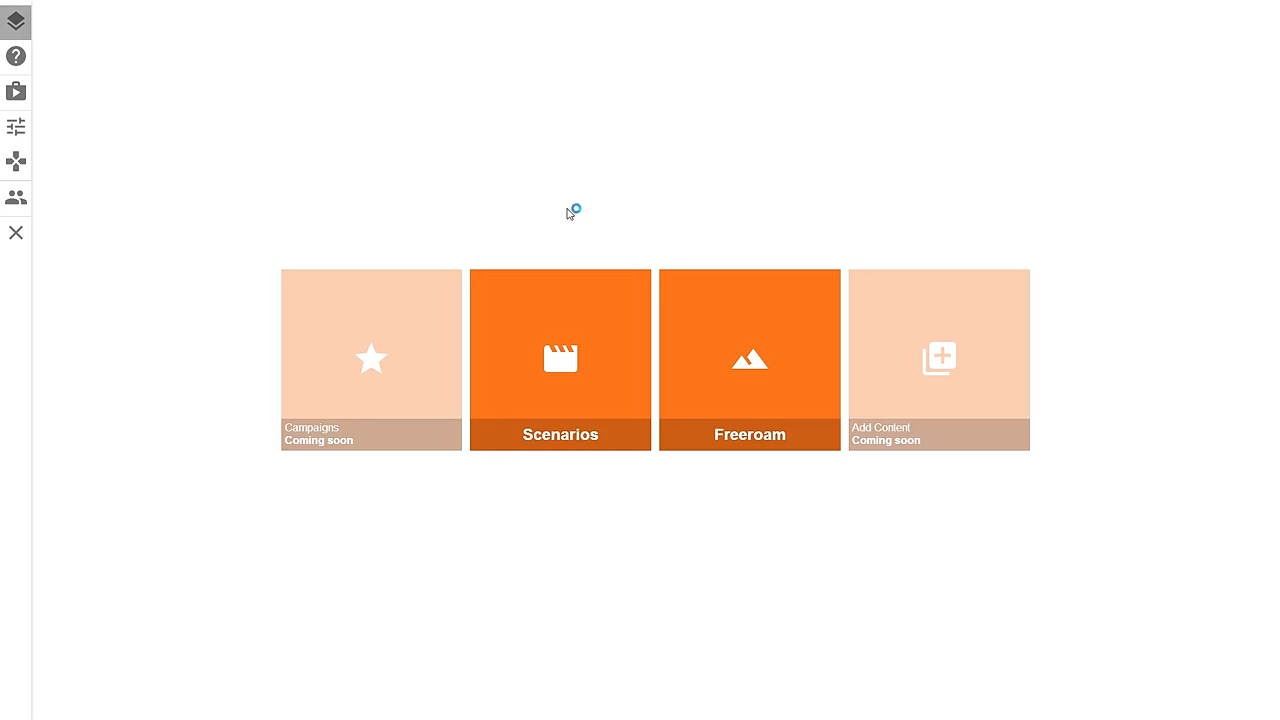 Campaigns
Coming soon
Scenarios
Freeroam
Add Content
Coming soon